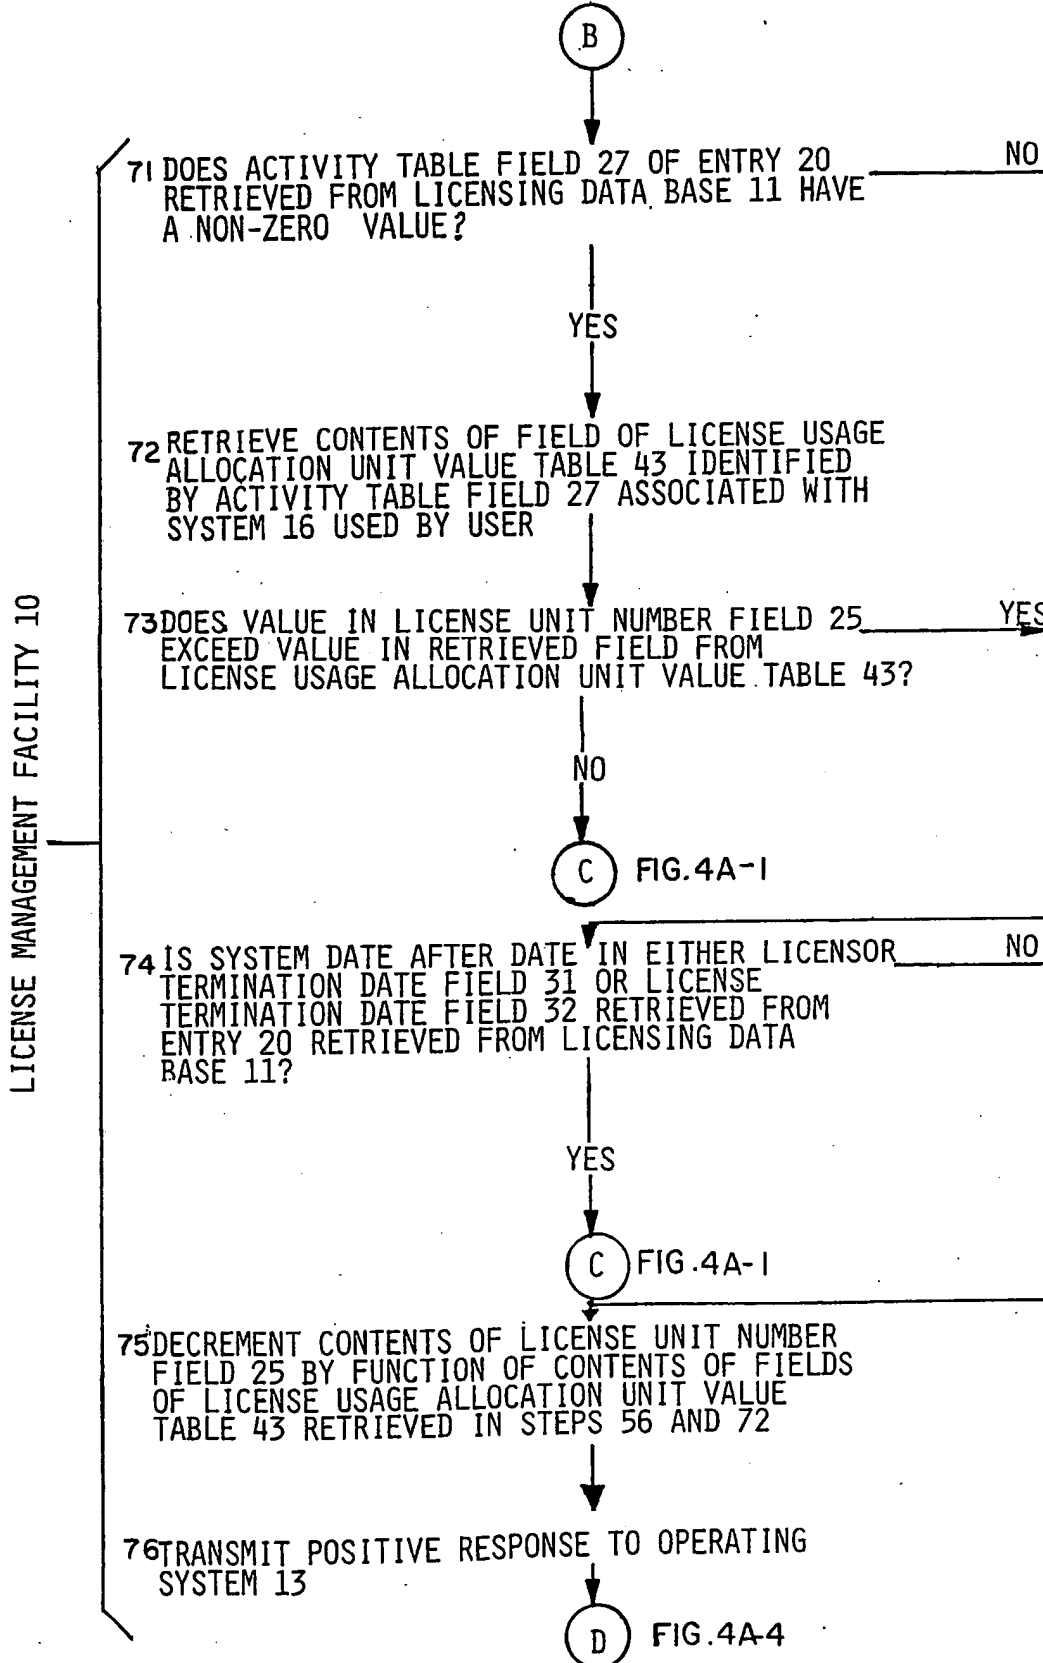 B
71 DOES ACTIVITY TABLE FIELD 27 OF ENTRY 20 NO
RETRIEVED FROM LICENSING DATA BASE 11 HAVE
A NON-ZERO VALUE?
YES
72 RETRIEVE CONTENTS OF FIELD OF LICENSE USAGE
ALLOCATION UNIT VALUE TABLE 43 IDENTIFIED
BY ACTIVITY TABLE FIELD 27 ASSOCIATED WITH
SYSTEM 16 USED BY USER
73 DOES VALUE IN LICENSE UNIT NUMBER FIELD 25 YES
EXCEED VALUE IN RETRIEVED FIELD FROM
LICENSE USAGE ALLOCATION UNIT VALUE TABLE 43?
LICENSE MANAGEMENT FACILITY 10
NO
C FIG.4A-1
74 IS SYSTEM DATE AFTER DATE IN EITHER LICENSOR NO
TERMINATION DATE FIELD 31 OR LICENSE
TERMINATION DATE FIELD 32 RETRIEVED FROM
ENTRY 20 RETRIEVED FROM LICENSING DATA
BASE 11?
YES
C FIG.4A-1
75 DECREMENT CONTENTS OF LICENSE UNIT NUMBER
FIELD 25 BY FUNCTION OF CONTENTS OF FIELDS
OF LICENSE USAGE ALLOCATION UNIT VALUE
TABLE 43 RETRIEVED IN STEPS 56 AND 72
76 TRANSMIT POSITIVE RESPONSE TO OPERATING
SYSTEM 13
D FIG.4A-4